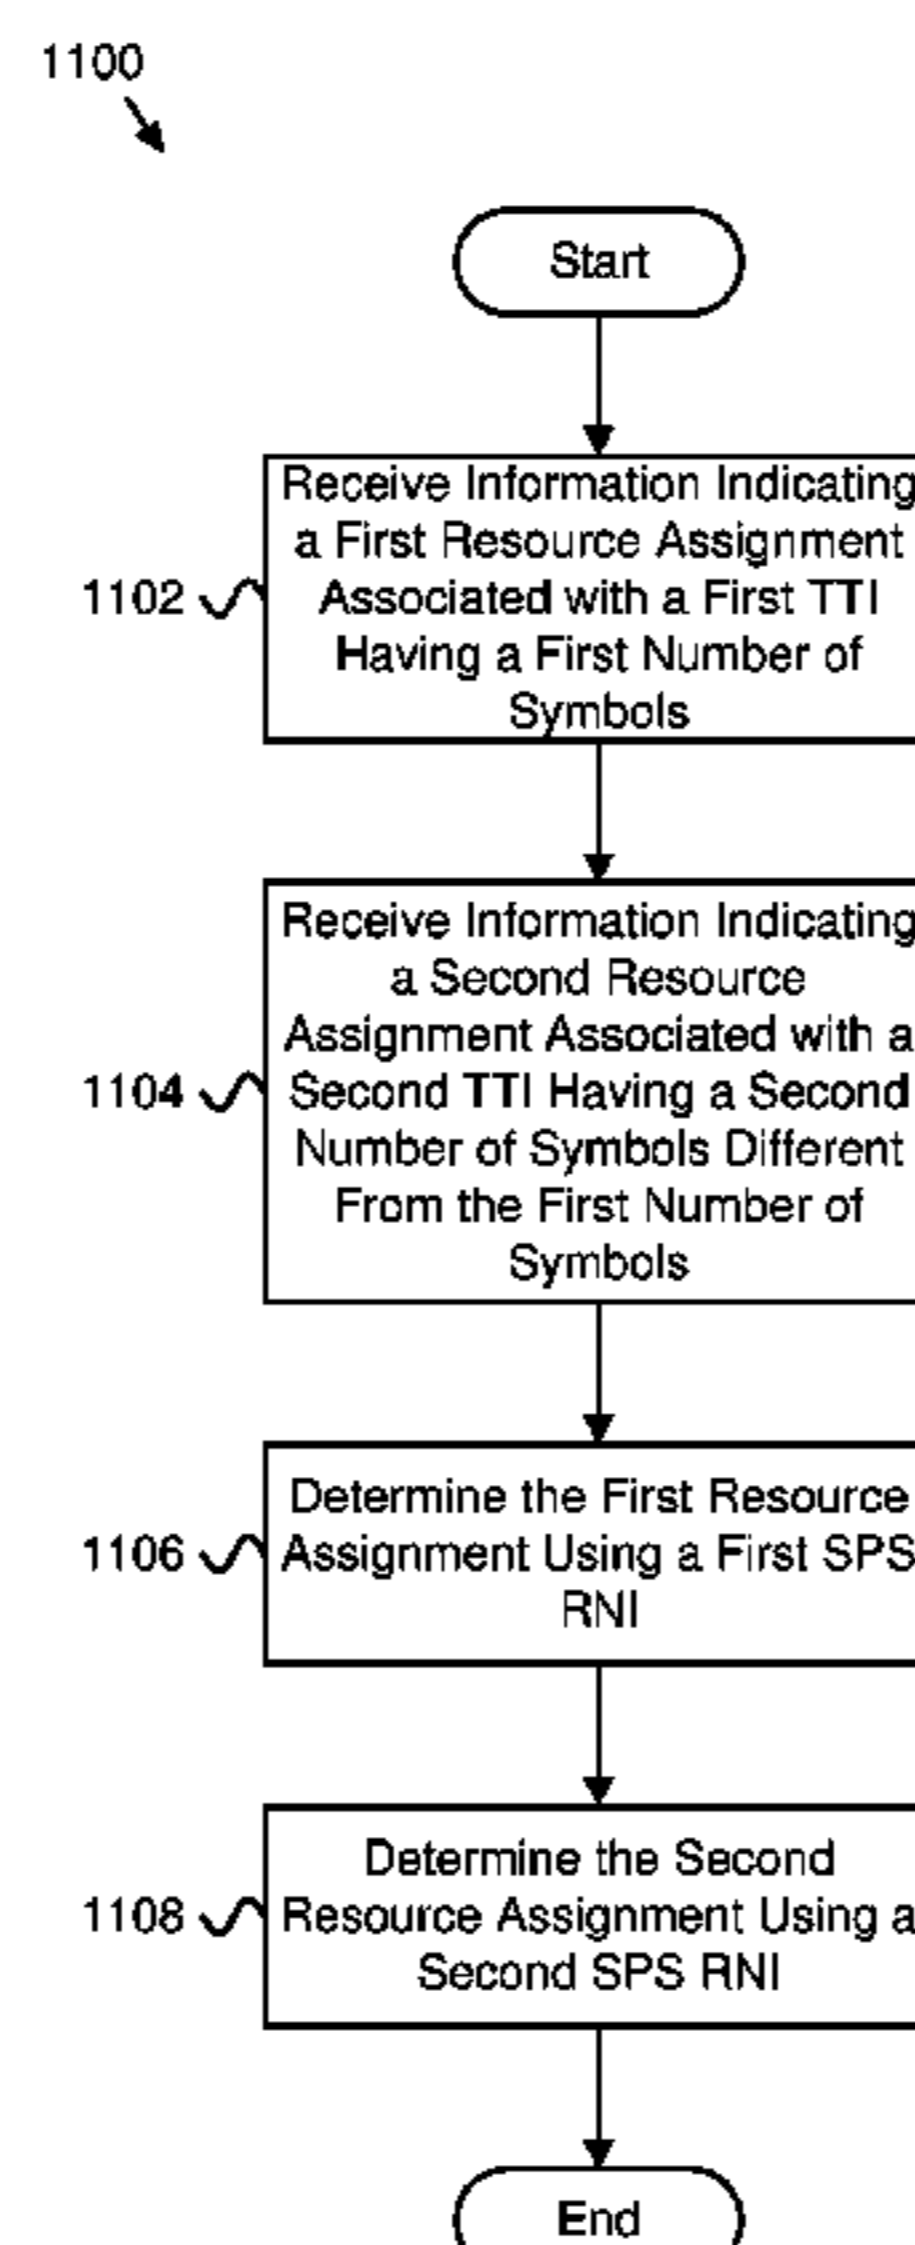 1100
Start
Receive Information Indicating
a First Resource Assignment
1102 Associated with a First TTI
Having a First Number of
Symbols
Receive Information Indicating
a Second Resource
Assignment Associated with a
1104 Second TTI Having a Second
Number of Symbols Different
From the First Number of
Symbols
Determine the First Resource
1106 Assignment Using a First SPS
RNI
Determine the Second
1108 Resource Assignment Using a
Second SPS RNI
End